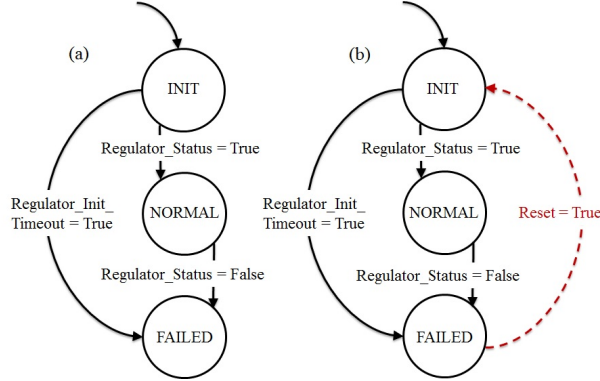 (a)
INIT
Regulator_Status = True
Regulator_Init_
Timeout = True
NORMAL
Regulator_Status = False
FAILED
(b)
INIT
Regulator_Status = True
Regulator_Init_
Timeout = True
NORMAL
Reset = True
Regulator_Status = False
FAILED